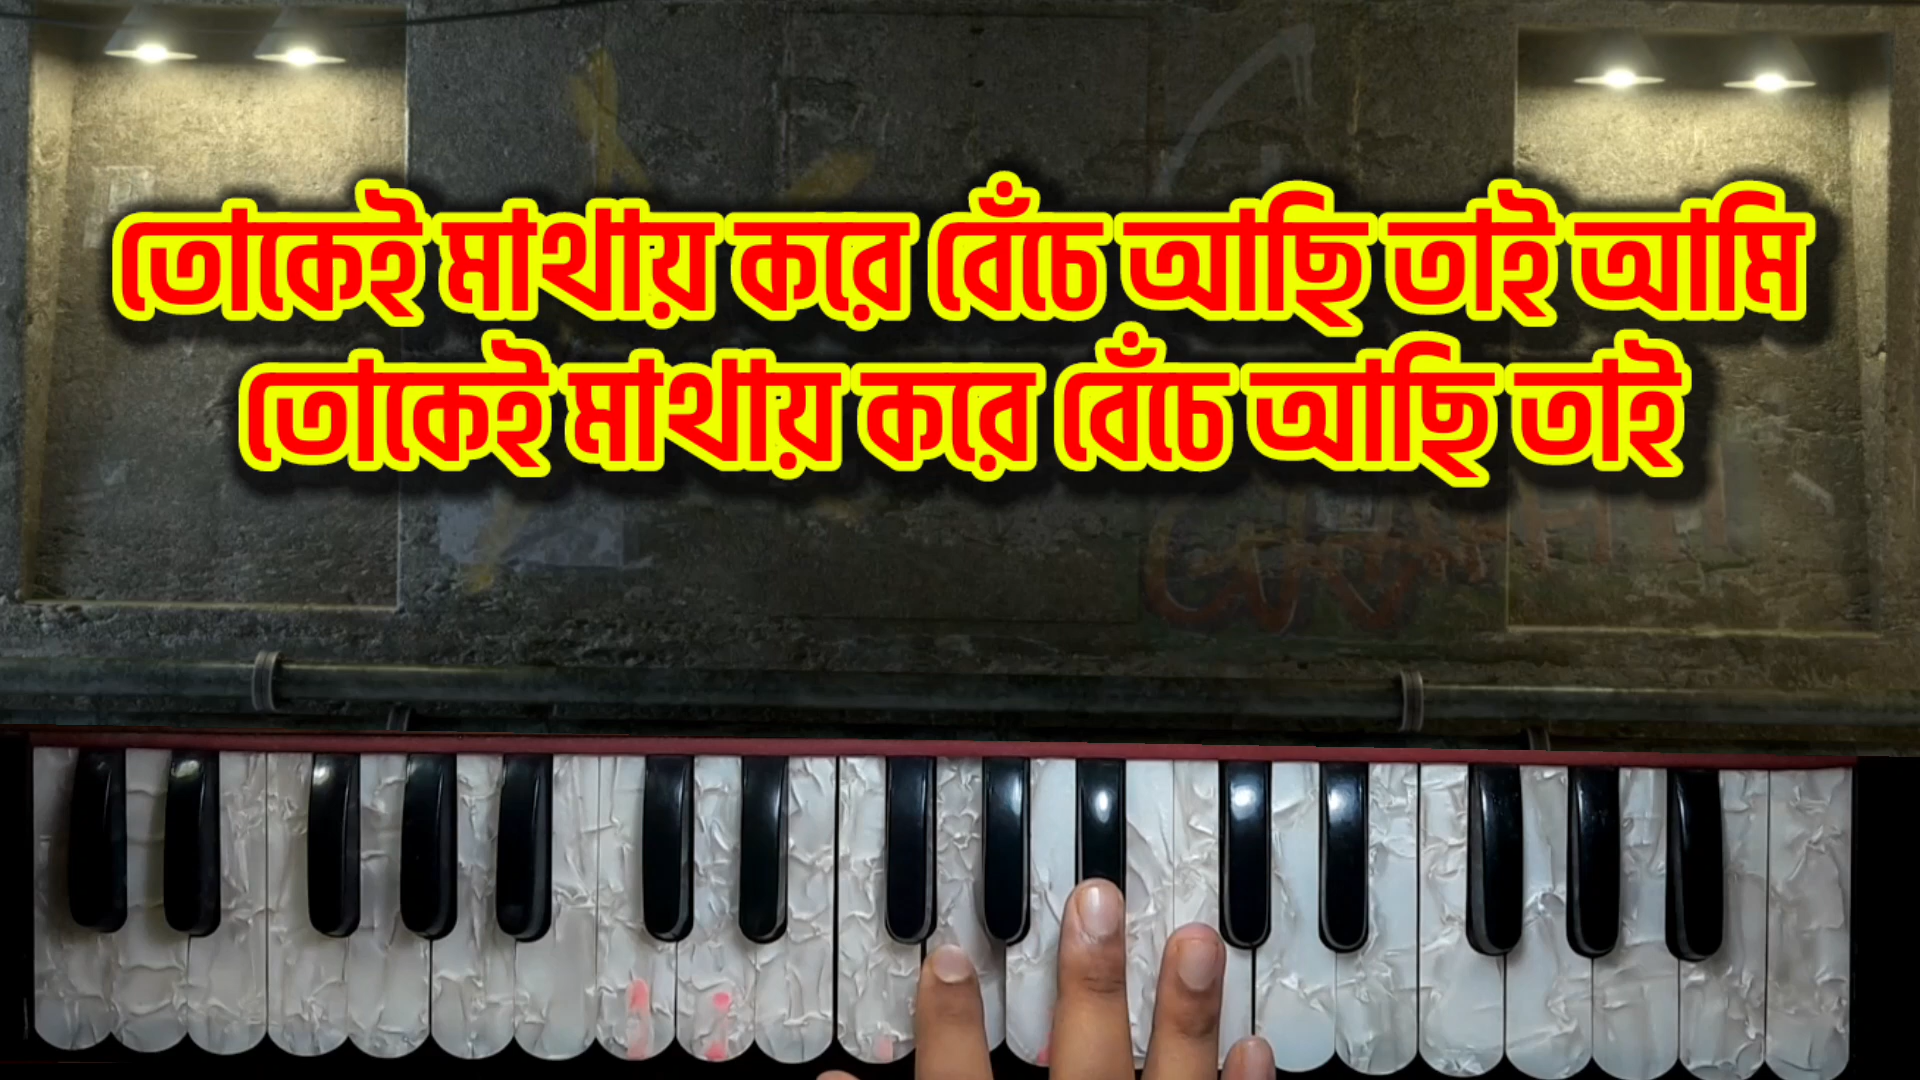 তোকেই মাথায় করে বেঁচে আছি তাই আমি
তোকেই মাথায় করে বেঁচে আছি তাই